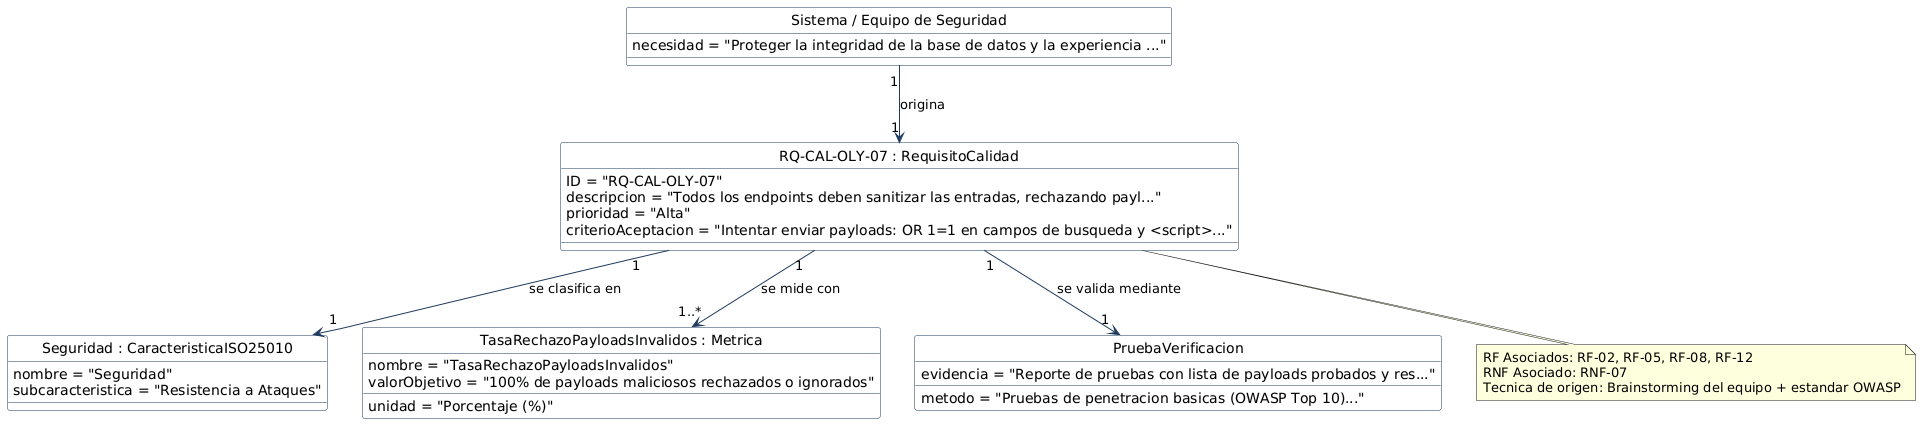 Sistema / Equipo de Seguridad
necesidad = "Proteger la integridad de la base de datos y la experiencia ..."
1
origina
1
RQ-CAL-OLY-07 : RequisitoCalidad
ID = "RQ-CAL-OLY-07"
descripcion = "Todos los endpoints deben sanitizar las entradas, rechazando payl..."
prioridad = "Alta"
criterioAceptacion = "Intentar enviar payloads: OR 1=1 en campos de busqueda y <script>..."
1
1
1
se clasifica en
se mide con
se valida mediante
1
1..*
1
Seguridad : CaracteristicaISO25010
nombre = "Seguridad"
subcaracteristica = "Resistencia a Ataques"
TasaRechazoPayloadsInvalidos : Metrica
nombre = "TasaRechazoPayloadsInvalidos"
valorObjetivo = "100% de payloads maliciosos rechazados o ignorados"
unidad = "Porcentaje (%)"
PruebaVerificacion
evidencia = "Reporte de pruebas con lista de payloads probados y res..."
metodo = "Pruebas de penetracion basicas (OWASP Top 10)..."
RF Asociados: RF-02, RF-05, RF-08, RF-12
RNF Asociado: RNF-07
Tecnica de origen: Brainstorming del equipo + estandar OWASP